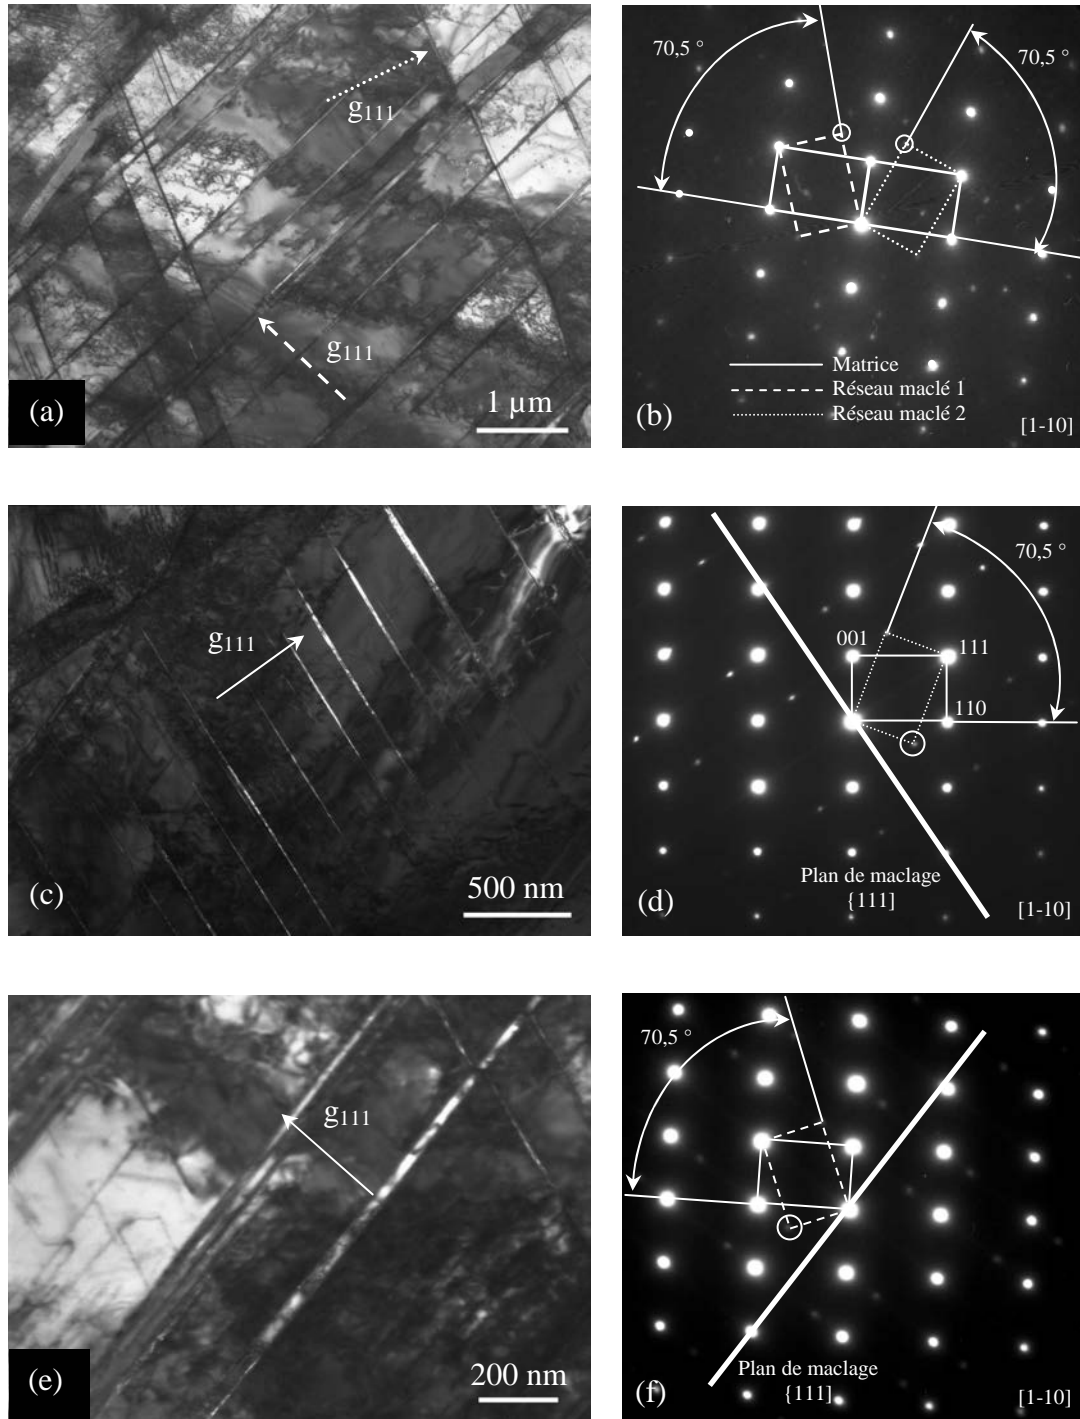 g111
g111
1 µm
(a)
70,5 °
70,5 °
Matrice
Réseau maclé 1
Réseau maclé 2
(b)
[1-10]
g111
500 nm
(c)
70,5 °
001
111
110
Plan de maclage
{111]
(d)
[1-10]
g111
200 nm
(e)
70,5 °
Plan de maclage
{111]
(f)
[1-10]